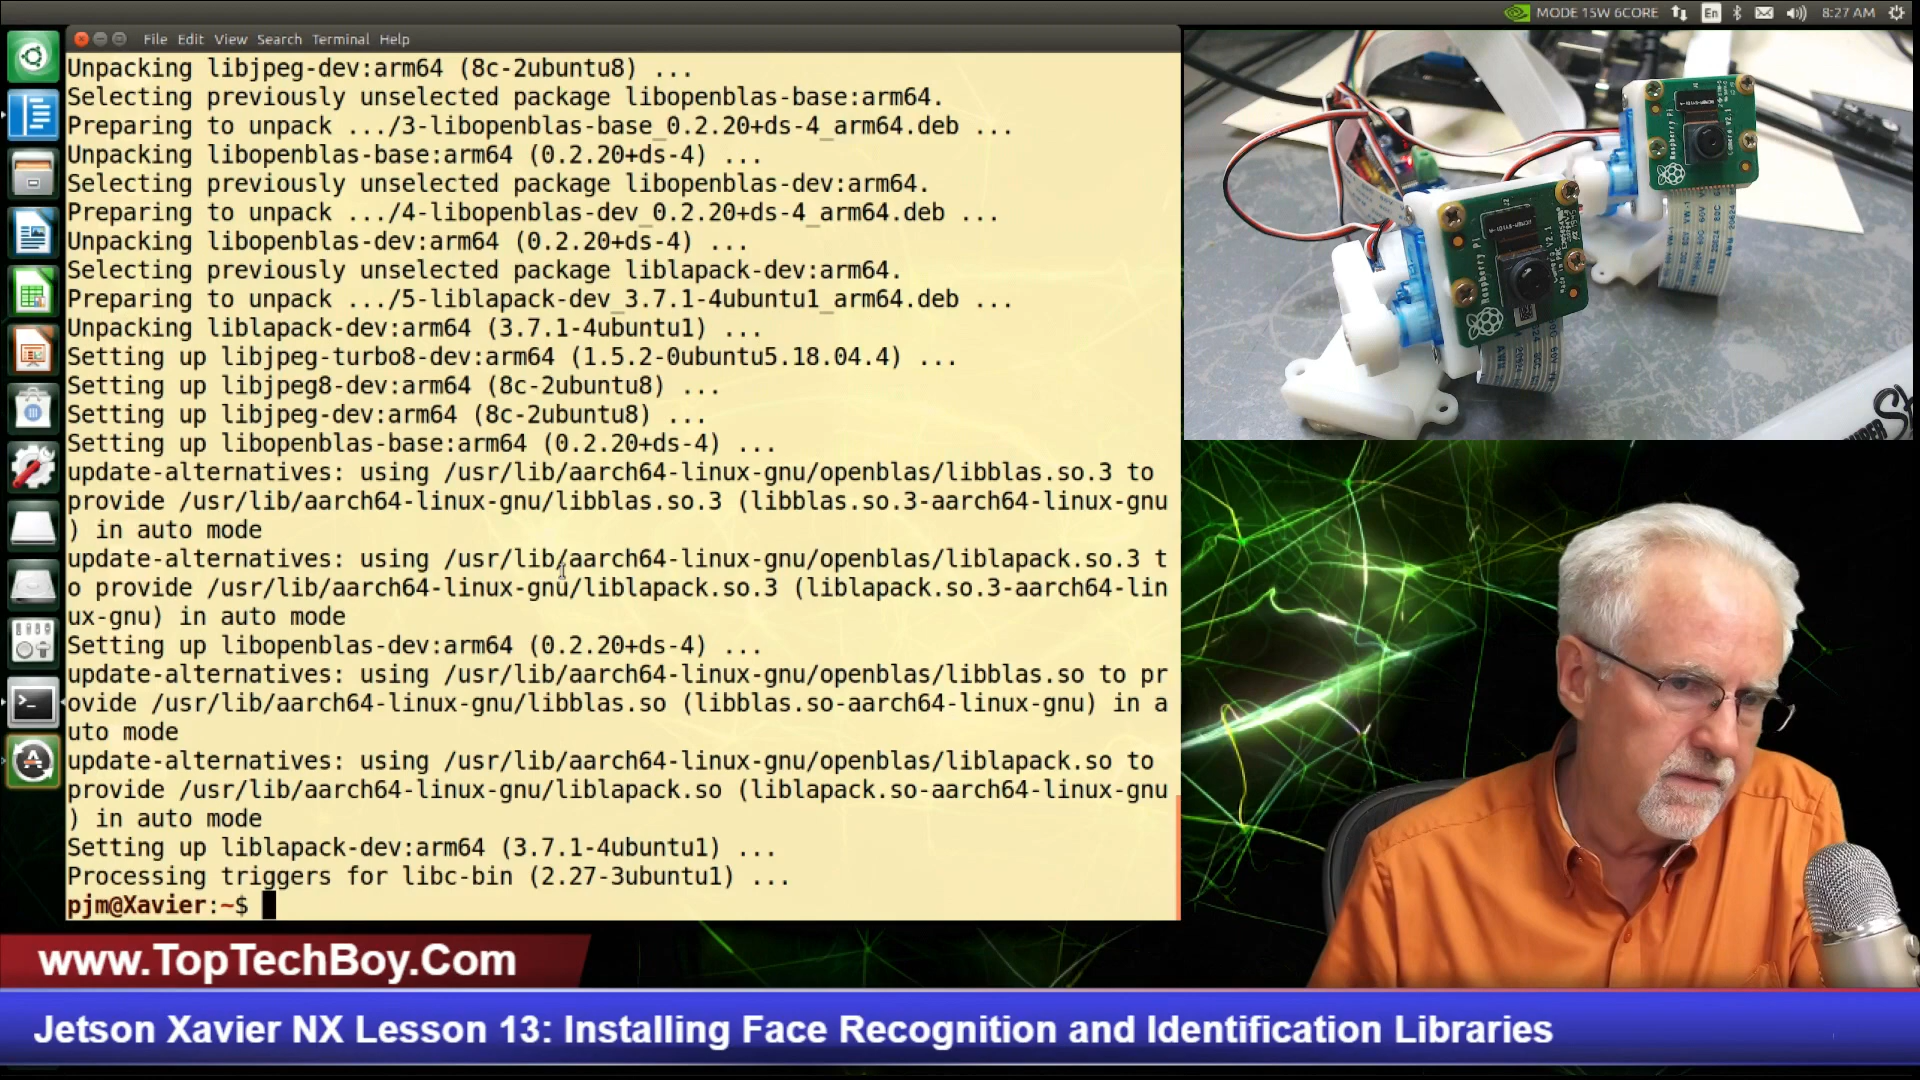 MODE 15W 6CORE En 8:27 AM
File Edit View Search Terminal Help
Unpacking libjpeg-dev:arm64 (8c-2ubuntu8) ...
Selecting previously unselected package libopenblas-base:arm64.
Preparing to unpack .../3-libopenblas-base_0.2.20+ds-4_arm64.deb ...
Unpacking libopenblas-base:arm64 (0.2.20+ds-4) ...
Selecting previously unselected package libopenblas-dev:arm64.
Preparing to unpack .../4-libopenblas-dev_0.2.20+ds-4_arm64.deb ...
Unpacking libopenblas-dev:arm64 (0.2.20+ds-4) ...
Selecting previously unselected package liblapack-dev:arm64.
Preparing to unpack .../5-liblapack-dev_3.7.1-4ubuntu1_arm64.deb ...
Unpacking liblapack-dev:arm64 (3.7.1-4ubuntu1) ...
Setting up libjpeg-turbo8-dev:arm64 (1.5.2-0ubuntu5.18.04.4) ...
Setting up libjpeg8-dev:arm64 (8c-2ubuntu8) ...
Setting up libjpeg-dev:arm64 (8c-2ubuntu8) ...
Setting up libopenblas-base:arm64 (0.2.20+ds-4) ...
update-alternatives: using /usr/lib/aarch64-linux-gnu/openblas/libblas.so.3 to
provide /usr/lib/aarch64-linux-gnu/libblas.so.3 (libblas.so.3-aarch64-linux-gnu
) in auto mode
update-alternatives: using /usr/lib/aarch64-linux-gnu/openblas/liblapack.so.3 t
o provide /usr/lib/aarch64-linux-gnu/liblapack.so.3 (liblapack.so.3-aarch64-lin
ux-gnu) in auto mode
Setting up libopenblas-dev:arm64 (0.2.20+ds-4) ...
update-alternatives: using /usr/lib/aarch64-linux-gnu/openblas/libblas.so to pr
ovide /usr/lib/aarch64-linux-gnu/libblas.so (libblas.so-aarch64-linux-gnu) in a
uto mode
update-alternatives: using /usr/lib/aarch64-linux-gnu/openblas/liblapack.so to
provide /usr/lib/aarch64-linux-gnu/liblapack.so (liblapack.so-aarch64-linux-gnu
) in auto mode
Setting up liblapack-dev:arm64 (3.7.1-4ubuntu1) ...
Processing triggers for libc-bin (2.27-3ubuntu1) ...
pjm@Xavier:~$
Raspberry Pi
Camera V2.1
Raspberry Pi
Camera V2.1
www.TopTechBoy.Com
Jetson Xavier NX Lesson 13: Installing Face Recognition and Identification Libraries